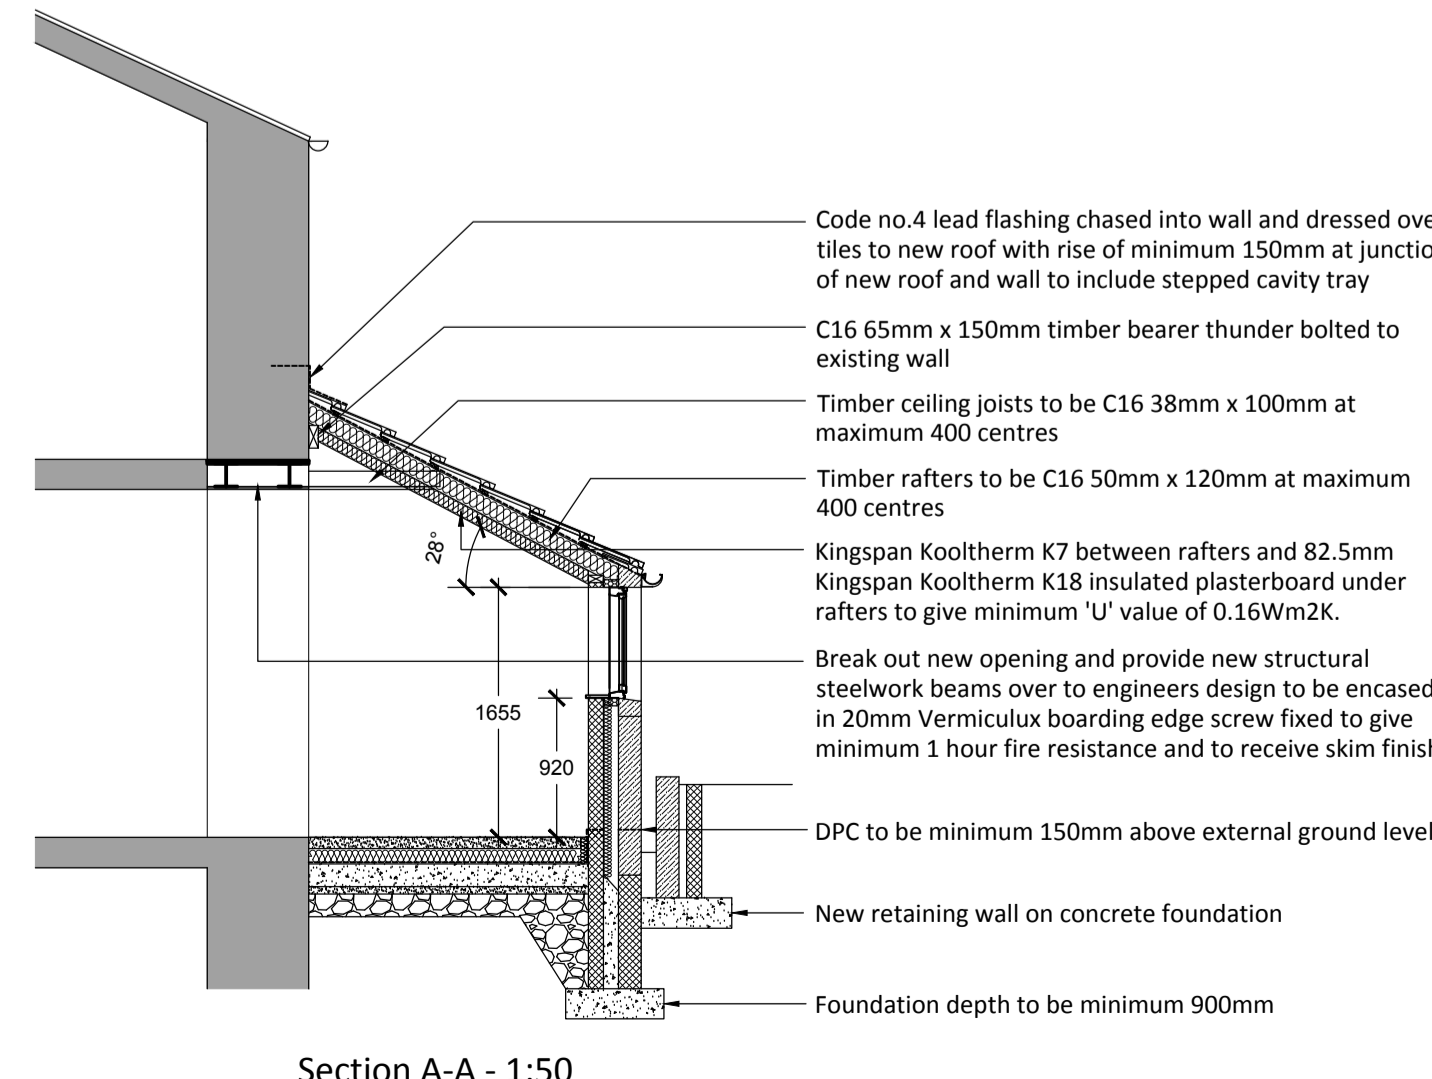 Code no.4 lead flashing chased into wall and dressed ove
tiles to new roof with rise of minimum 150mm at junctio
of new roof and wall to include stepped cavity tray
C16 65mm x 150mm timber bearer thunder bolted to
existing wall
Timber ceiling joists to be C16 38mm x 100mm at
maximum 400 centres
Timber rafters to be C16 50mm x 120mm at maximum
400 centres
28°
Kingspan Kooltherm K7 between rafters and 82.5mm
Kingspan Kooltherm K18 insulated plasterboard under
rafters to give minimum 'U' value of 0.16Wm2K.
Break out new opening and provide new structural
steelwork beams over to engineers design to be encased
in 20mm Vermiculux boarding edge screw fixed to give
minimum 1 hour fire resistance and to receive skim finish
1655
920
DPC to be minimum 150mm above external ground level
New retaining wall on concrete foundation
Foundation depth to be minimum 900mm
Section A-A - 1:50